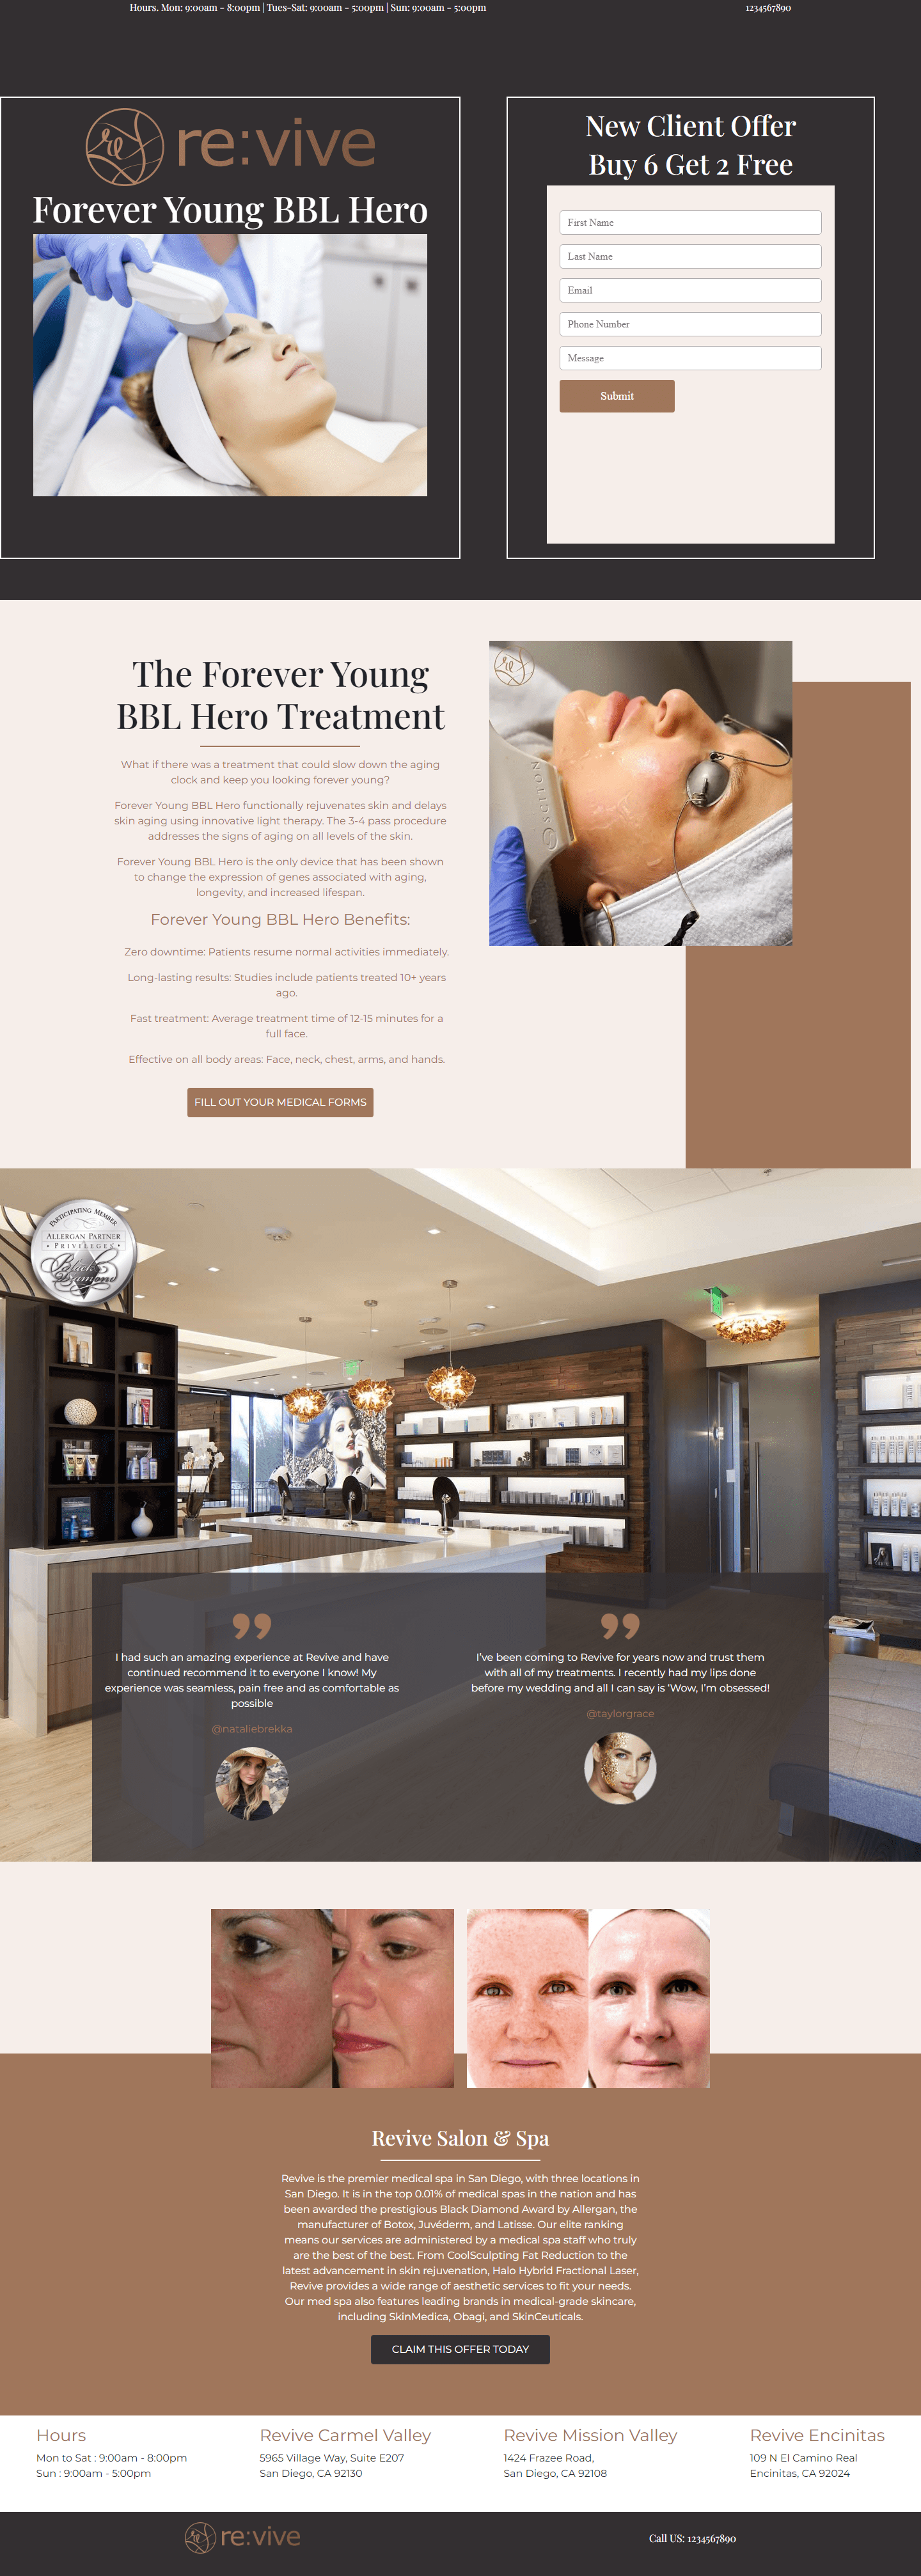 Hours. Mon: 9:00am - 8:00pm | Tues-Sat: 9:00am - 5:00pm | Sun: 9:00am - 5:00pm
1234567890
re:vive
Forever Young BBL Hero
New Client Offer
Buy 6 Get 2 Free
First Name
Last Name
Email
Phone Number
Message
Submit
The Forever Young
BBL Hero Treatment
What if there was a treatment that could slow down the aging
clock and keep you looking forever young?
Forever Young BBL Hero functionally rejuvenates skin and delays
skin aging using innovative light therapy. The 3-4 pass procedure
addresses the signs of aging on all levels of the skin.
Forever Young BBL Hero is the only device that has been shown
to change the expression of genes associated with aging,
longevity, and increased lifespan.
Forever Young BBL Hero Benefits:
Zero downtime: Patients resume normal activities immediately.
Long-lasting results: Studies include patients treated 10+ years
ago.
Fast treatment: Average treatment time of 12-15 minutes for a
full face.
Effective on all body areas: Face, neck, chest, arms, and hands.
FILL OUT YOUR MEDICAL FORMS
SCITON
PARTICIPATING MEMBER
ALLERGAN PARTNER
• PRIVILEGES •
Black
Diamond
I had such an amazing experience at Revive and have
continued recommend it to everyone I know! My
experience was seamless, pain free and as comfortable as
possible
@nataliebrekka
I've been coming to Revive for years now and trust them
with all of my treatments. I recently had my lips done
before my wedding and all I can say is 'Wow, I'm obsessed!
@taylorgrace
Revive Salon & Spa
Revive is the premier medical spa in San Diego, with three locations in
San Diego. It is in the top 0.01% of medical spas in the nation and has
been awarded the prestigious Black Diamond Award by Allergan, the
manufacturer of Botox, Juvéderm, and Latisse. Our elite ranking
means our services are administered by a medical spa staff who truly
are the best of the best. From CoolSculpting Fat Reduction to the
latest advancement in skin rejuvenation, Halo Hybrid Fractional Laser,
Revive provides a wide range of aesthetic services to fit your needs.
Our med spa also features leading brands in medical-grade skincare,
including SkinMedica, Obagi, and SkinCeuticals.
CLAIM THIS OFFER TODAY
Hours
Mon to Sat : 9:00am - 8:00pm
Sun : 9:00am - 5:00pm
Revive Carmel Valley
5965 Village Way, Suite E207
San Diego, CA 92130
Revive Mission Valley
1424 Frazee Road,
San Diego, CA 92108
Revive Encinitas
109 N El Camino Real
Encinitas, CA 92024
re:vive
Call US: 1234567890